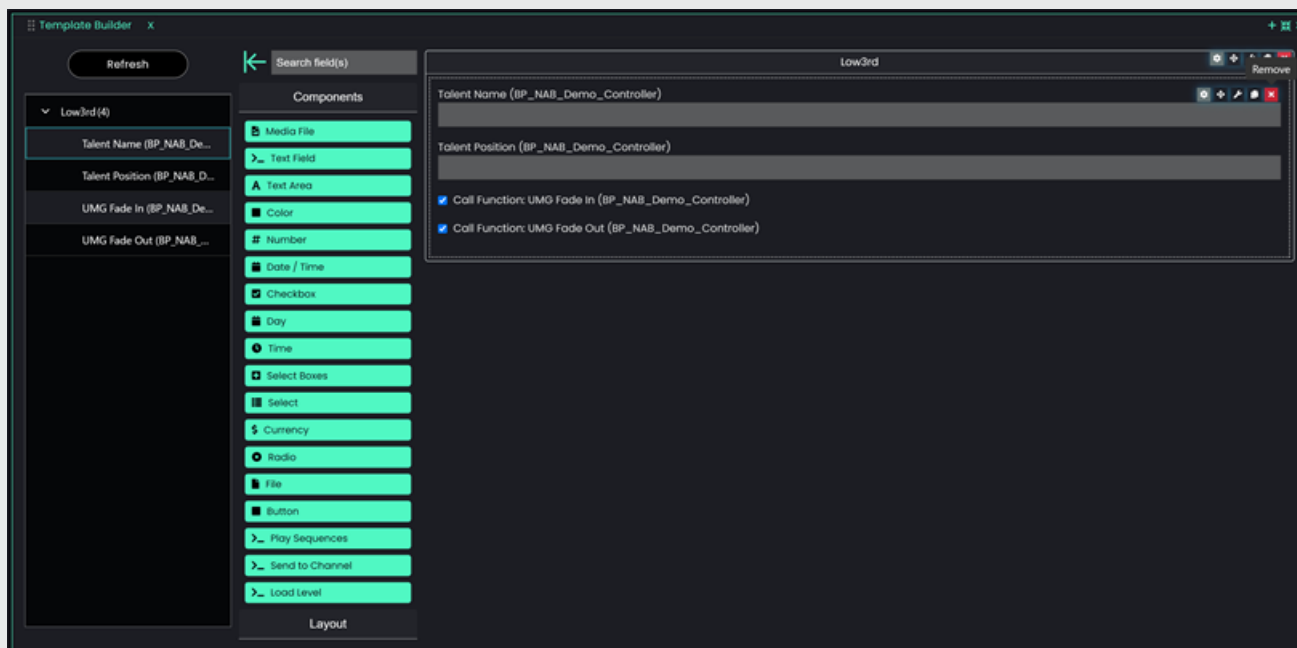 Template Builder X
Refresh
Low3rd (4)
Talent Name (BP_NAB_De...
Talent Position (BP_NAB_D...
UMG Fade In (BP_NAB_De...
UMG Fade Out (BP_NAB_...
Search field(s)
Components
Media File
Text Field
Text Area
Color
Number
Date / Time
Checkbox
Day
Time
Select Boxes
Select
Currency
Radio
File
Button
Play Sequences
Send to Channel
Load Level
Layout
Low3rd
Remove
Talent Name (BP_NAB_Demo_Controller)
Talent Position (BP_NAB_Demo_Controller)
Call Function: UMG Fade In (BP_NAB_Demo_Controller)
Call Function: UMG Fade Out (BP_NAB_Demo_Controller)